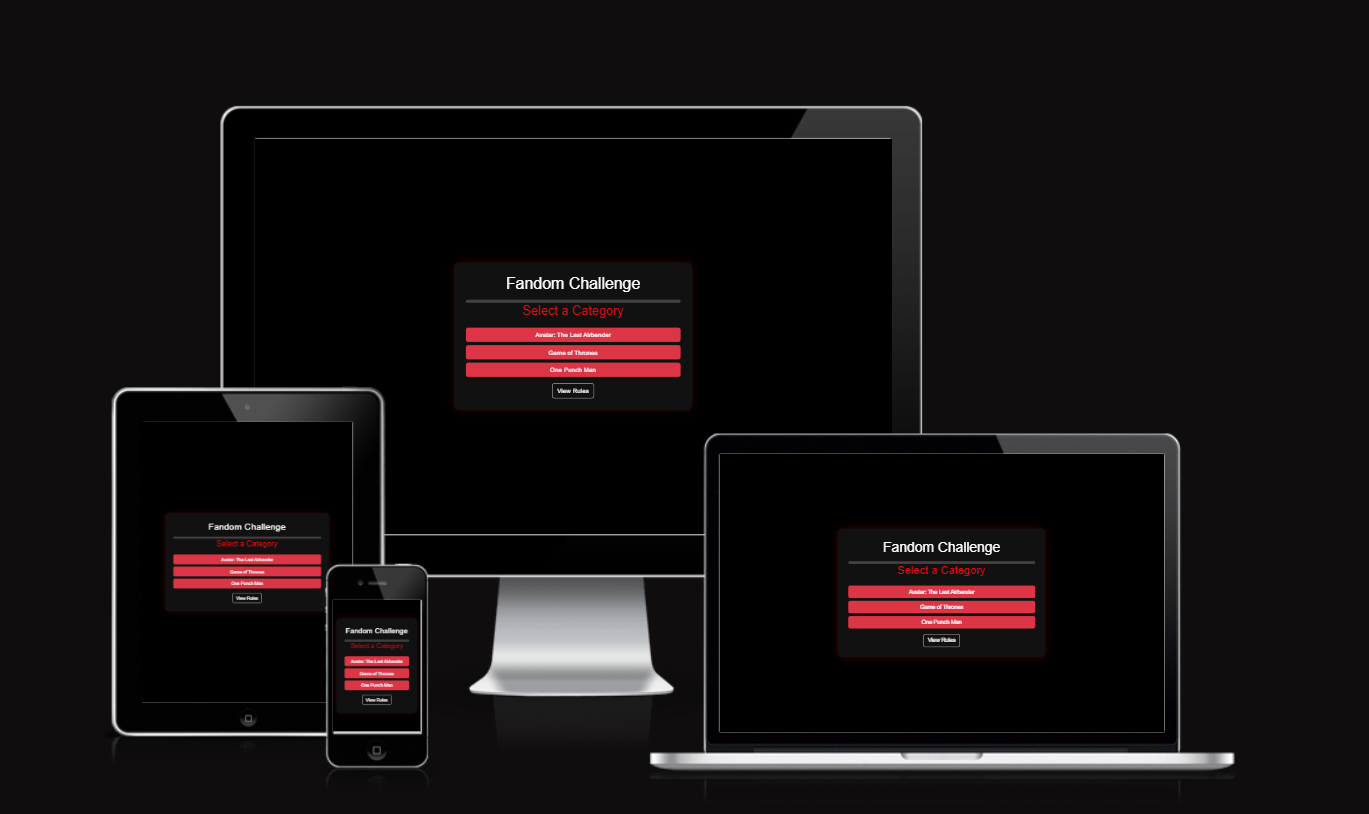 Fandom Challenge
Select a Category
Avatar: The Last Airbender
Game of Thrones
One Punch Man
View Rules
Fandom Challenge
Select a Category
Avatar: The Last Airbender
Game of Thrones
One Punch Man
View Rules
Fandom Challenge
Select a Category
Avatar: The Last Airbender
Game of Thrones
One Punch Man
View Rules
Fandom Challenge
Select a Category
Avatar: The Last Airbender
Game of Thrones
One Punch Man
View Rules